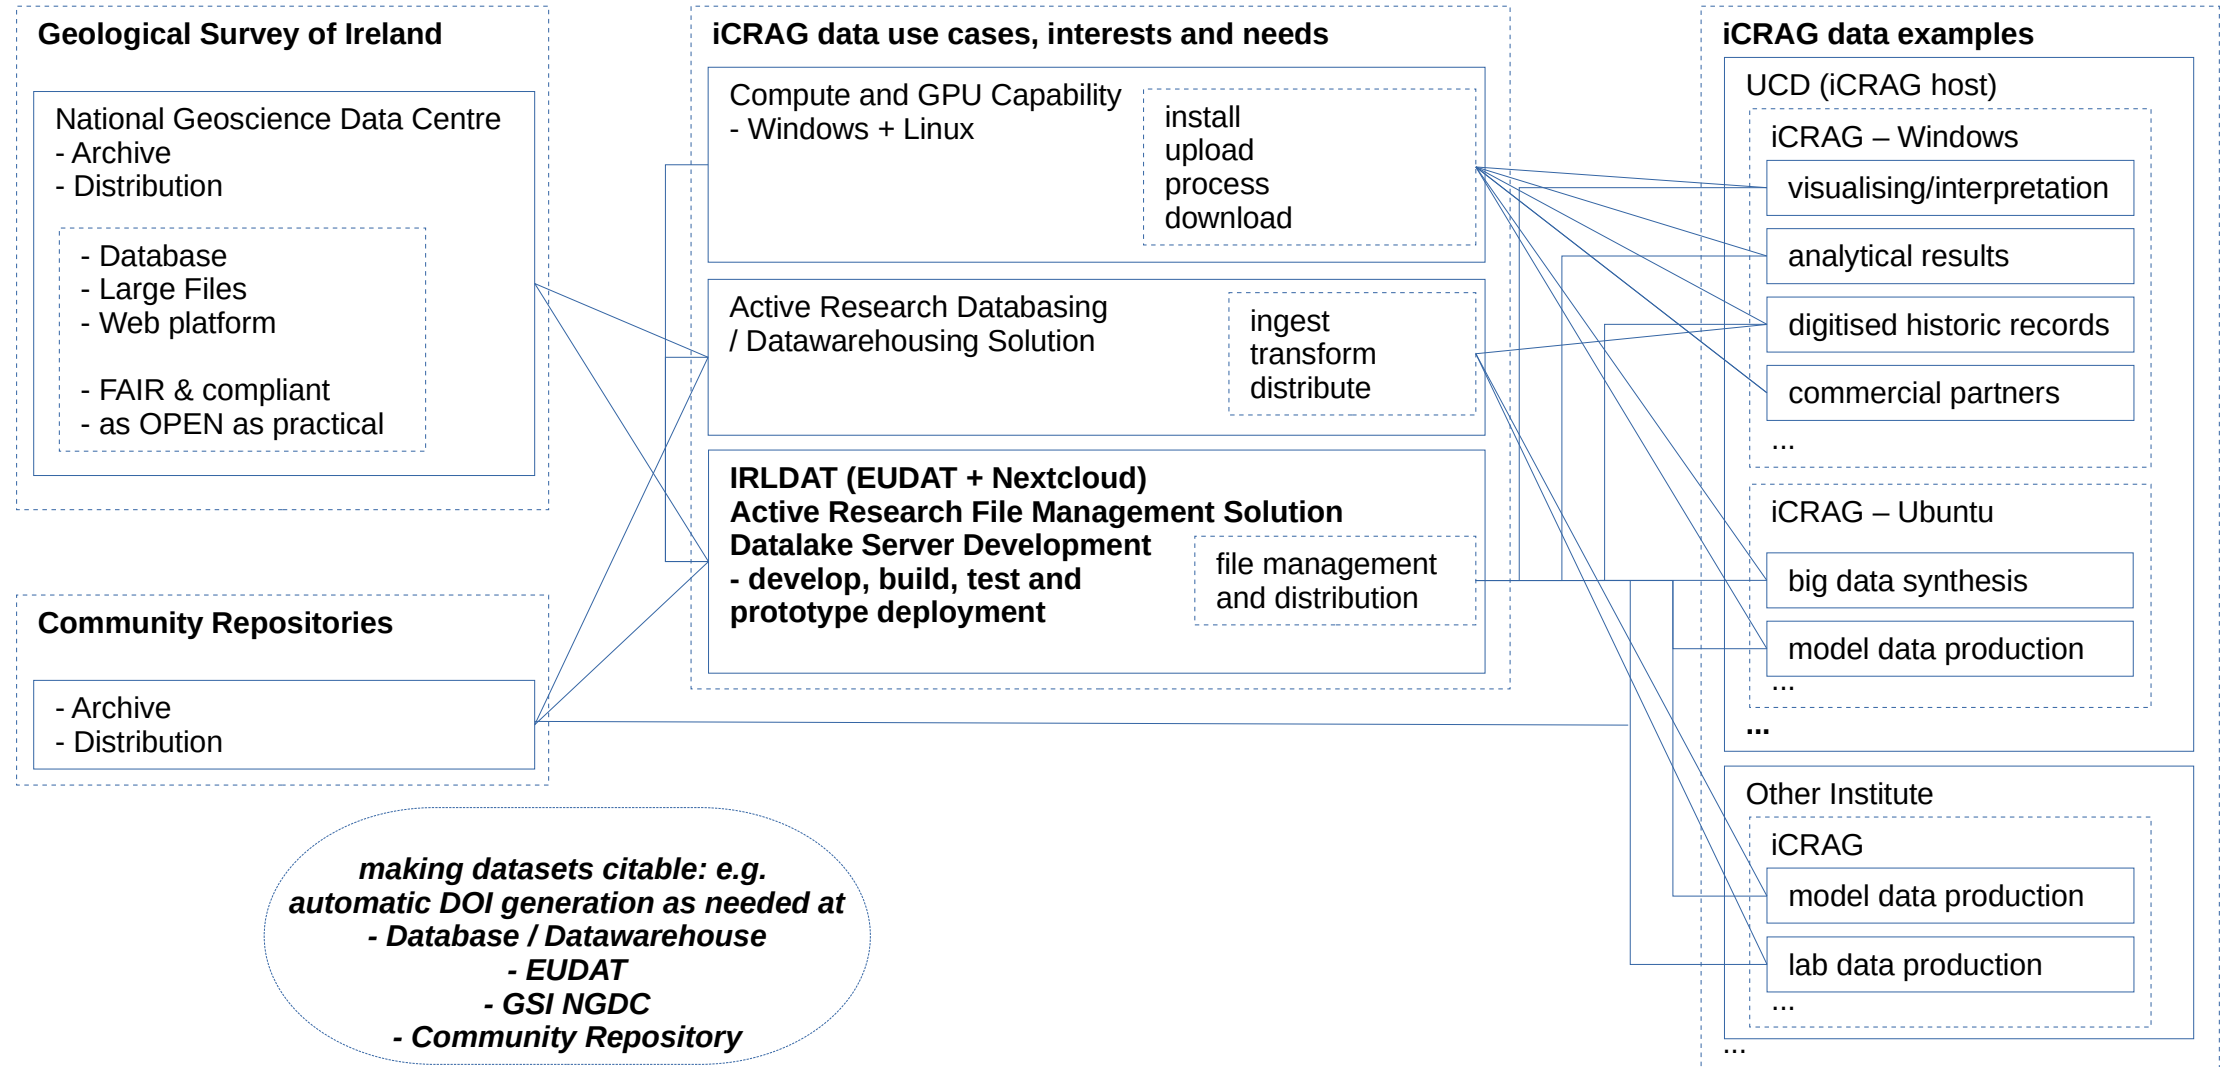 Geological Survey of Ireland
National Geoscience Data Centre
- Archive
- Distribution
- Database
- Large Files
- Web platform
- FAIR & compliant
- as OPEN as practical
Community Repositories
- Archive
- Distribution
making datasets citable: e.g.
automatic DOI generation as needed at
- Database / Datawarehouse
- EUDAT
- GSI NGDC
- Community Repository
iCRAG data use cases, interests and needs
Compute and GPU Capability
- Windows + Linux
install
upload
process
download
Active Research Databasing
/ Datawarehousing Solution
ingest
transform
distribute
IRLDAT (EUDAT + Nextcloud)
Active Research File Management Solution
Datalake Server Development
- develop, build, test and
prototype deployment
file management
and distribution
iCRAG data examples
UCD (iCRAG host)
iCRAG – Windows
visualising/interpretation
analytical results
digitised historic records
commercial partners
...
iCRAG – Ubuntu
big data synthesis
model data production
...
...
Other Institute
iCRAG
model data production
lab data production
...
...